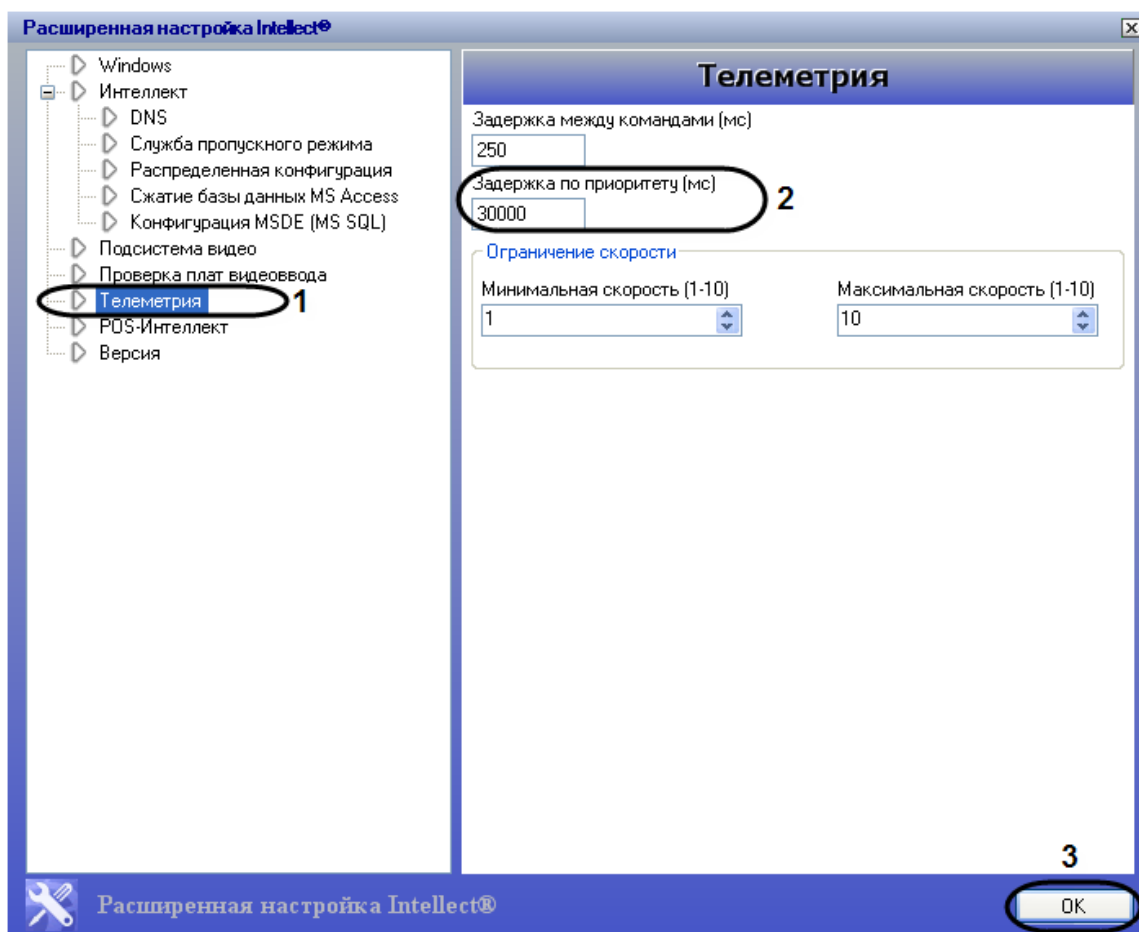 Расширенная настройка Intellect®
Windows
Интеллект
DNS
Служба пропускного режима
Распределенная конфигурация
Сжатие базы данных MS Access
Конфигурация MSDE (MS SQL)
Подсистема видео
Проверка плат видеоввода
Телеметрия
1
POS-Интеллект
Версия
Телеметрия
Задержка между командами (мс)
250
Задержка по приоритету (мс)
30000
2
Ограничение скорости
Минимальная скорость (1-10)
Максимальная скорость (1-10)
1
10
3
Расширенная настройка Intellect®
OK